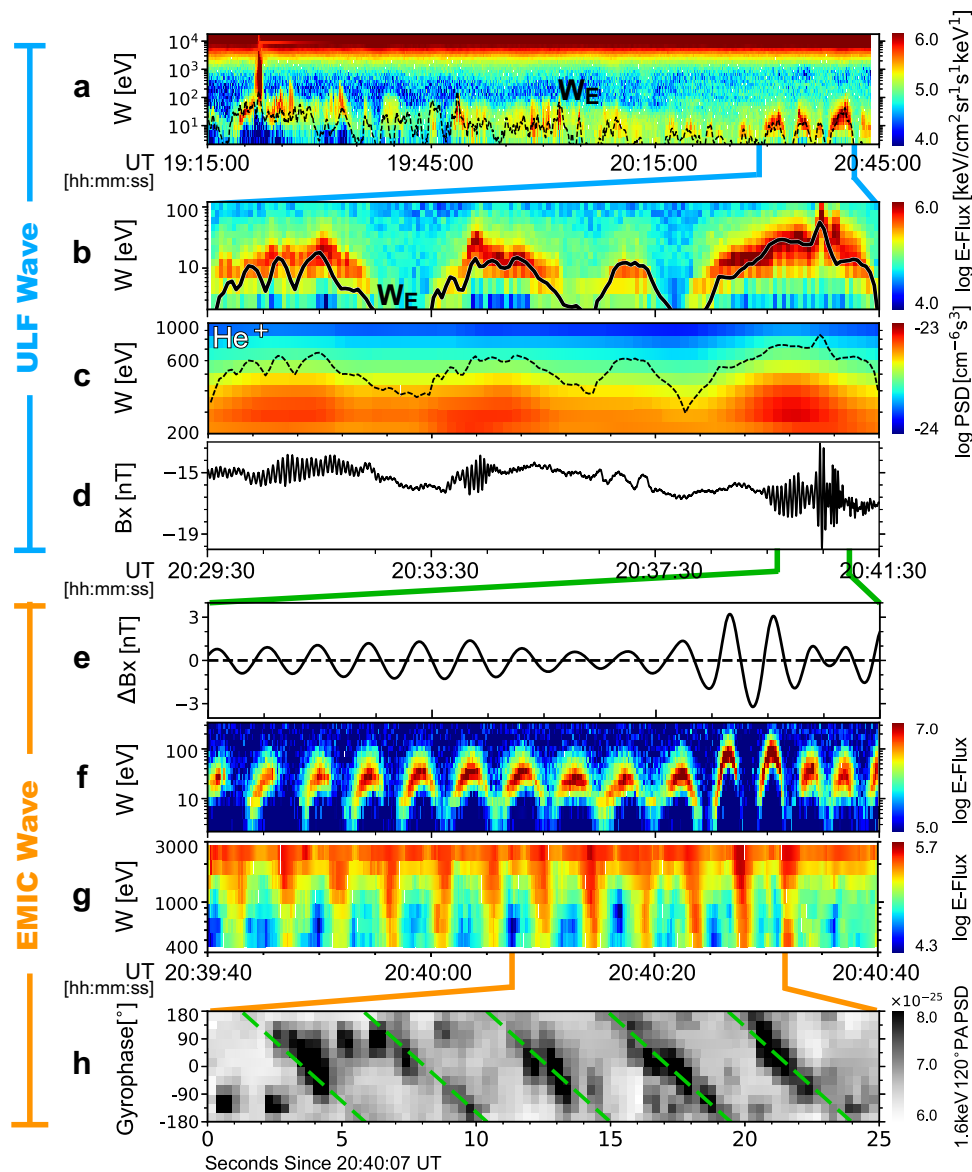 ULF Wave
EMIC Wave
a
W [eV]
10⁴
10³
10²
10¹
W_E
6.0
4.0
log E-Flux [keV/cm²sr¹s¹keV¹]
UT
[hh:mm:ss]
19:15:00
19:45:00
20:15:00
20:45:00
b
W [eV]
100
10
W_E
6.0
4.0
c
W [eV]
1000
600
200
He⁺
-23
-24
log PSD [cm⁻⁶s³]
d
Bx [nT]
−15
−19
UT
[hh:mm:ss]
20:29:30
20:33:30
20:37:30
20:41:30
e
ΔBx [nT]
3
0
−3
f
W [eV]
100
10
7.0
5.0
log E-Flux
g
W [eV]
3000
1000
400
5.7
4.3
log E-Flux
UT
[hh:mm:ss]
20:39:40
20:40:00
20:40:20
20:40:40
h
Gyrophase[°]
180
90
0
-90
-180
×10⁻²⁵
8.0
7.0
6.0
1.6keV 120°PA PSD
0 5 10 15 20 25
Seconds Since 20:40:07 UT